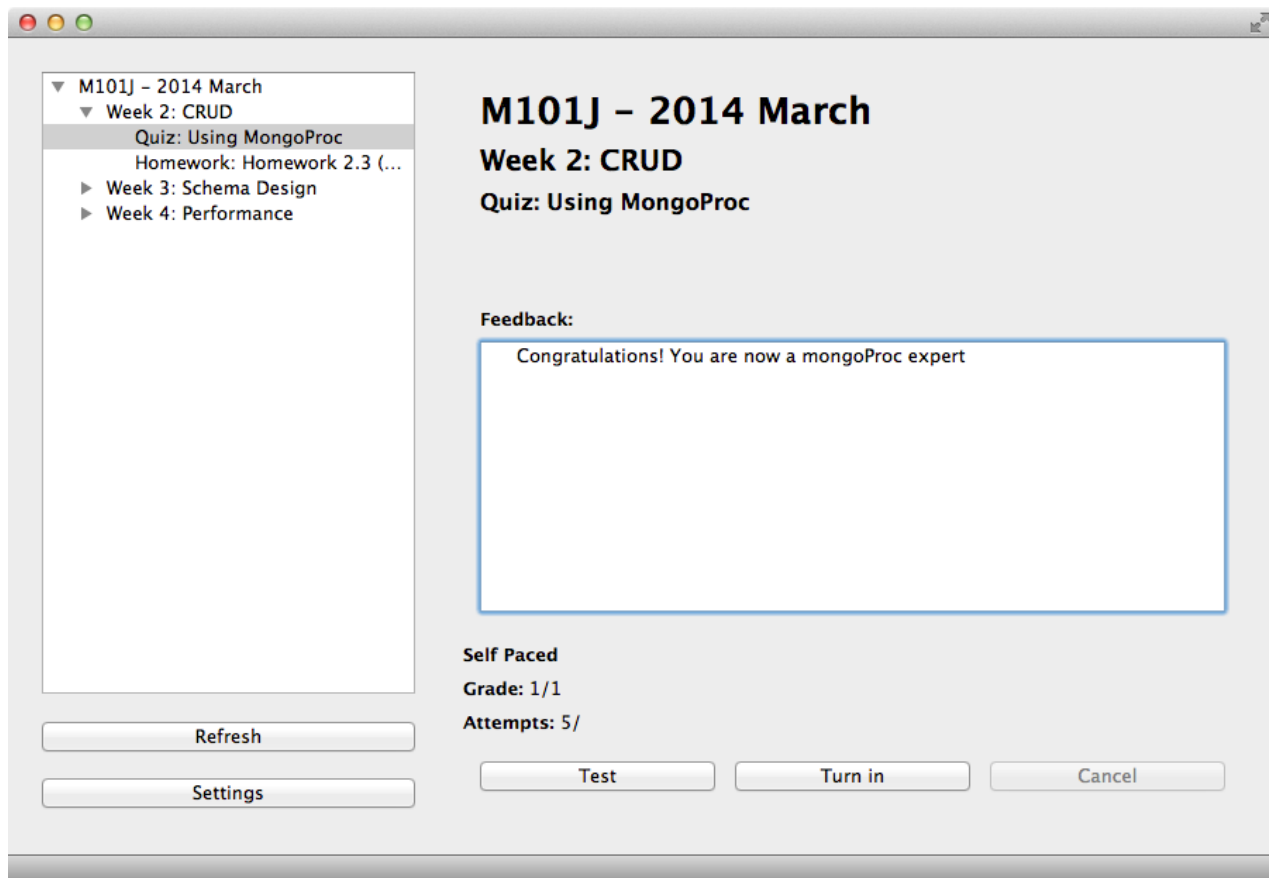 M101J – 2014 March
Week 2: CRUD
Quiz: Using MongoProc
Homework: Homework 2.3 (...
Week 3: Schema Design
Week 4: Performance
Refresh
Settings
M101J – 2014 March
Week 2: CRUD
Quiz: Using MongoProc
Feedback:
Congratulations! You are now a mongoProc expert
Self Paced
Grade: 1/1
Attempts: 5/
Test
Turn in
Cancel